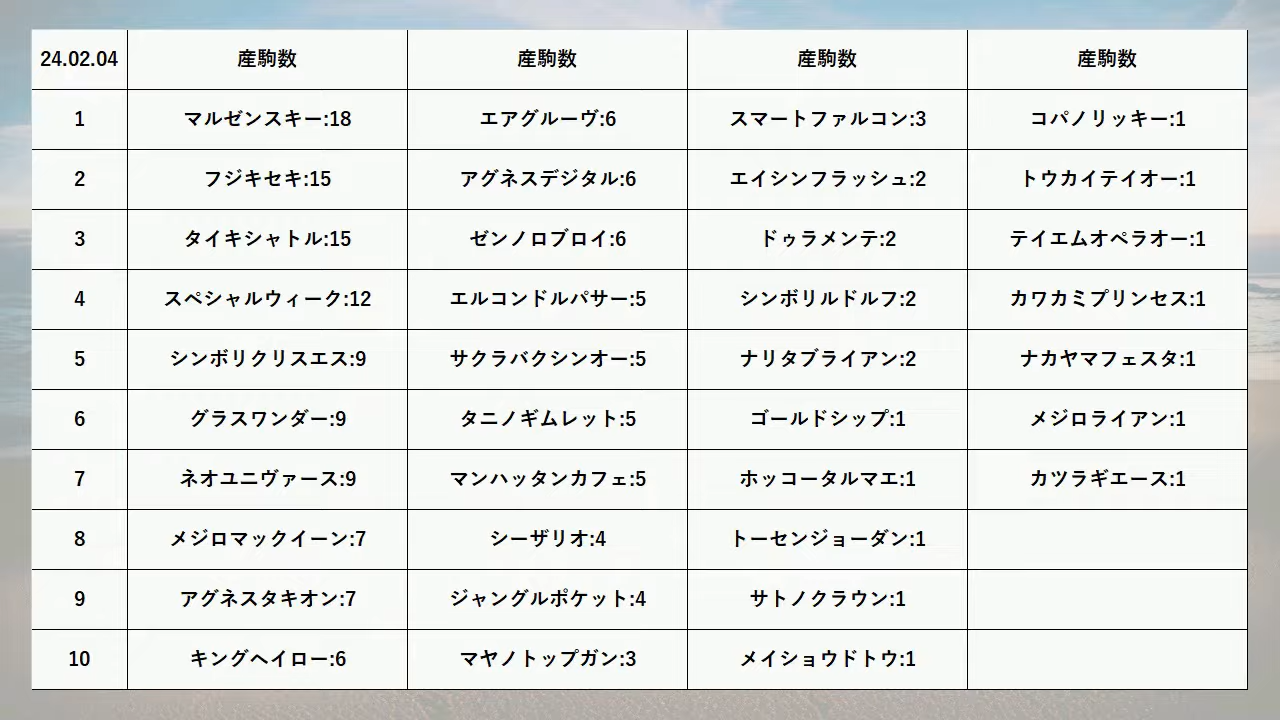 24.02.04 産駒数 産駒数 産駒数 産駒数
1 マルゼンスキー:18 エアグルーヴ:6 スマートファルコン:3 コパノリッキー:1
2 フジキセキ:15 アグネスデジタル:6 エイシンフラッシュ:2 トウカイテイオー:1
3 タイキシャトル:15 ゼンノロブロイ:6 ドゥラメンテ:2 テイエムオペラオー:1
4 スペシャルウィーク:12 エルコンドルパサー:5 シンボリルドルフ:2 カワカミプリンセス:1
5 シンボリクリスエス:9 サクラバクシンオー:5 ナリタブライアン:2 ナカヤマフェスタ:1
6 グラスワンダー:9 タニノギムレット:5 ゴールドシップ:1 メジロライアン:1
7 ネオユニヴァース:9 マンハッタンカフェ:5 ホッコータルマエ:1 カツラギエース:1
8 メジロマックイーン:7 シーザリオ:4 トーセンジョーダン:1
9 アグネスタキオン:7 ジャングルポケット:4 サトノクラウン:1
10 キングヘイロー:6 マヤノトップガン:3 メイショウドトウ:1